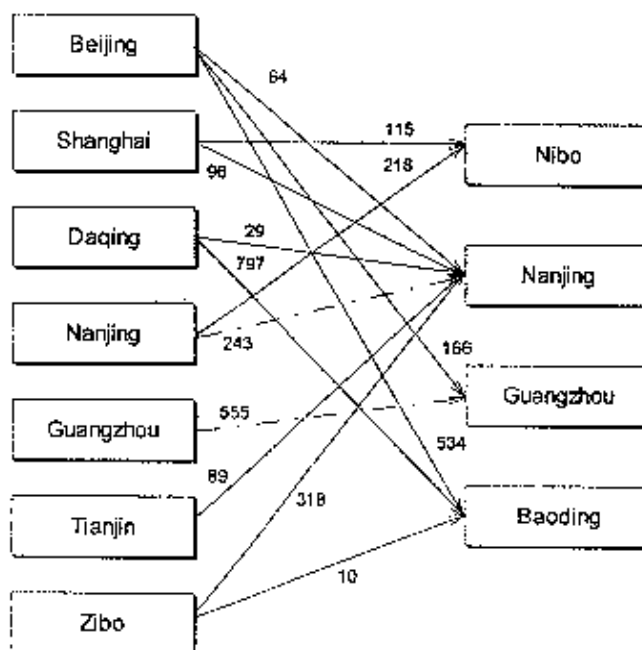 Beijing
64
Shanghai
115
Nibo
96
218
Daqing
29
797
Nanjing
Nanjing
243
166
Guangzhou
Guangzhou
555
534
89
Tianjin
318
Baoding
10
Zibo